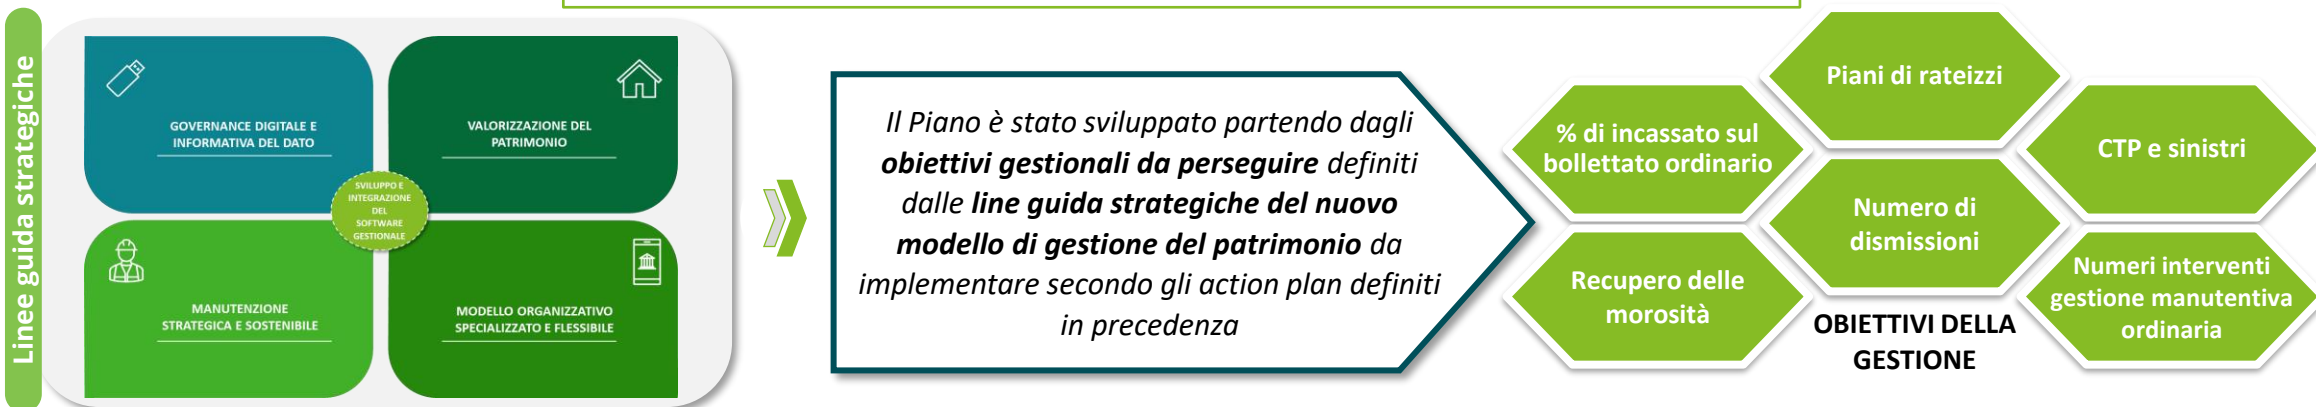 Linee guida strategiche
GOVERNANCE DIGITALE E
INFORMATIVA DEL DATO
VALORIZZAZIONE DEL
PATRIMONIO
SVILUPPO E
INTEGRAZIONE
DEL
SOFTWARE
GESTIONALE
MANUTENZIONE
STRATEGICA E SOSTENIBILE
MODELLO ORGANIZZATIVO
SPECIALIZZATO E FLESSIBILE
Il Piano è stato sviluppato partendo dagli
obiettivi gestionali da perseguire definiti
dalle line guida strategiche del nuovo
modello di gestione del patrimonio da
implementare secondo gli action plan definiti
in precedenza
Piani di rateizzi
% di incassato sul
bollettato ordinario
CTP e sinistri
Numero di
dismissioni
Recupero delle
morosità
Numeri interventi
gestione manutentiva
ordinaria
OBIETTIVI DELLA
GESTIONE